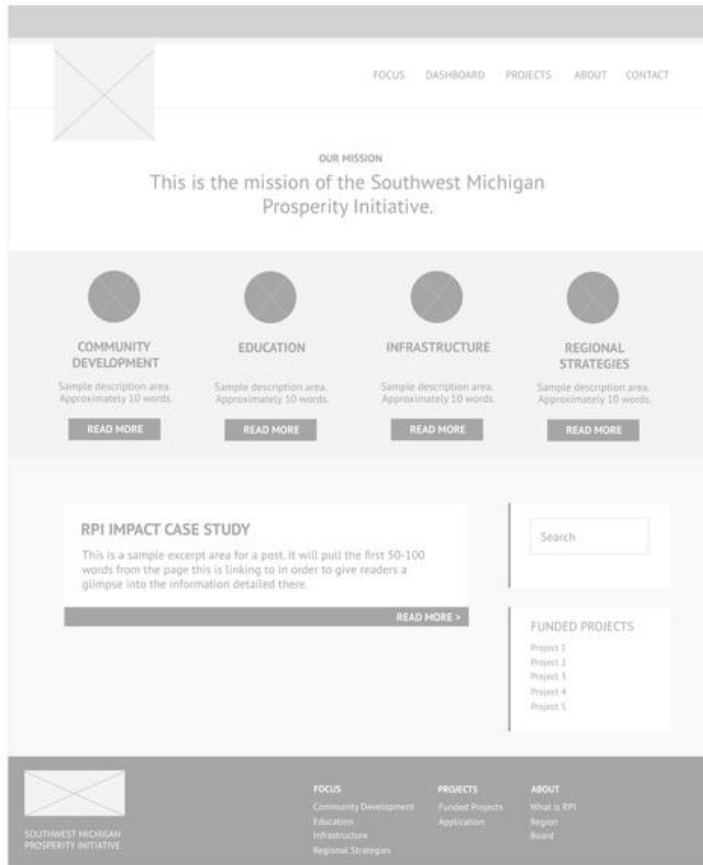 FOCUS DASHBOARD PROJECTS ABOUT CONTACT
OUR MISSION
This is the mission of the Southwest Michigan
Prosperity Initiative.
COMMUNITY
DEVELOPMENT
Sample description area.
Approximately 10 words.
READ MORE
EDUCATION
Sample description area.
Approximately 10 words.
READ MORE
INFRASTRUCTURE
Sample description area.
Approximately 10 words.
READ MORE
REGIONAL
STRATEGIES
Sample description area.
Approximately 10 words.
READ MORE
RPI IMPACT CASE STUDY
This is a sample excerpt area for a post. It will pull the first 50-100
words from the page this is linking to in order to give readers a
glimpse into the information detailed there.
READ MORE >
Search
FUNDED PROJECTS
Project 1
Project 2
Project 3
Project 4
Project 5
SOUTHWEST MICHIGAN
PROSPERITY INITIATIVE
FOCUS
Community Development
Education
Infrastructure
Regional Strategies
PROJECTS
Funded Projects
Application
ABOUT
What is RPI
Region
Board